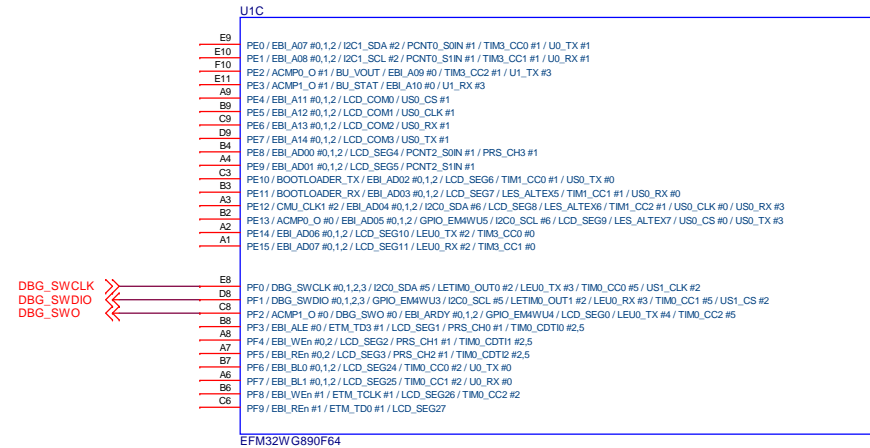 U1C
E9 PE0 / EBI_A07 #0,1,2 / I2C1_SDA #2 / PCNT0_S0IN #1 / TIM3_CC0 #1 / U0_TX #1
E10 PE1 / EBI_A08 #0,1,2 / I2C1_SCL #2 / PCNT0_S1IN #1 / TIM3_CC1 #1 / U0_RX #1
F10 PE2 / ACMP0_O #1 / BU_VOUT / EBI_A09 #0 / TIM3_CC2 #1 / U1_TX #3
E11 PE3 / ACMP1_O #1 / BU_STAT / EBI_A10 #0 / U1_RX #3
A9 PE4 / EBI_A11 #0,1,2 / LCD_COM0 / US0_CS #1
B9 PE5 / EBI_A12 #0,1,2 / LCD_COM1 / US0_CLK #1
C9 PE6 / EBI_A13 #0,1,2 / LCD_COM2 / US0_RX #1
D9 PE7 / EBI_A14 #0,1,2 / LCD_COM3 / US0_TX #1
B4 PE8 / EBI_AD00 #0,1,2 / LCD_SEG4 / PCNT2_S0IN #1 / PRS_CH3 #1
A4 PE9 / EBI_AD01 #0,1,2 / LCD_SEG5 / PCNT2_S1IN #1
C3 PE10 / BOOTLOADER_TX / EBI_AD02 #0,1,2 / LCD_SEG6 / TIM1_CC0 #1 / US0_TX #0
B3 PE11 / BOOTLOADER_RX / EBI_AD03 #0,1,2 / LCD_SEG7 / LES_ALTEX5 / TIM1_CC1 #1 / US0_RX #0
A3 PE12 / CMU_CLK1 #2 / EBI_AD04 #0,1,2 / I2C0_SDA #6 / LCD_SEG8 / LES_ALTEX6 / TIM1_CC2 #1 / US0_CLK #0 / US0_RX #3
B2 PE13 / ACMP0_O #0 / EBI_AD05 #0,1,2 / GPIO_EM4WU5 / I2C0_SCL #6 / LCD_SEG9 / LES_ALTEX7 / US0_CS #0 / US0_TX #3
A2 PE14 / EBI_AD06 #0,1,2 / LCD_SEG10 / LEU0_TX #2 / TIM3_CC0 #0
A1 PE15 / EBI_AD07 #0,1,2 / LCD_SEG11 / LEU0_RX #2 / TIM3_CC1 #0
DBG_SWCLK E8 PF0 / DBG_SWCLK #0,1,2,3 / I2C0_SDA #5 / LETIM0_OUT0 #2 / LEU0_TX #3 / TIM0_CC0 #5 / US1_CLK #2
DBG_SWDIO D8 PF1 / DBG_SWDIO #0,1,2,3 / GPIO_EM4WU3 / I2C0_SCL #5 / LETIM0_OUT1 #2 / LEU0_RX #3 / TIM0_CC1 #5 / US1_CS #2
DBG_SWO C8 PF2 / ACMP1_O #0 / DBG_SWO #0 / EBI_ARDY #0,1,2 / GPIO_EM4WU4 / LCD_SEG0 / LEU0_TX #4 / TIM0_CC2 #5
B8 PF3 / EBI_ALE #0 / ETM_TD3 #1 / LCD_SEG1 / PRS_CH0 #1 / TIM0_CDTI0 #2,5
A8 PF4 / EBI_WEn #0,2 / LCD_SEG2 / PRS_CH1 #1 / TIM0_CDTI1 #2,5
A7 PF5 / EBI_REn #0,2 / LCD_SEG3 / PRS_CH2 #1 / TIM0_CDTI2 #2,5
B7 PF6 / EBI_BL0 #0,1,2 / LCD_SEG24 / TIM0_CC0 #2 / U0_TX #0
A6 PF7 / EBI_BL1 #0,1,2 / LCD_SEG25 / TIM0_CC1 #2 / U0_RX #0
B6 PF8 / EBI_WEn #1 / ETM_TCLK #1 / LCD_SEG26 / TIM0_CC2 #2
C6 PF9 / EBI_REn #1 / ETM_TD0 #1 / LCD_SEG27
EFM32WG890F64